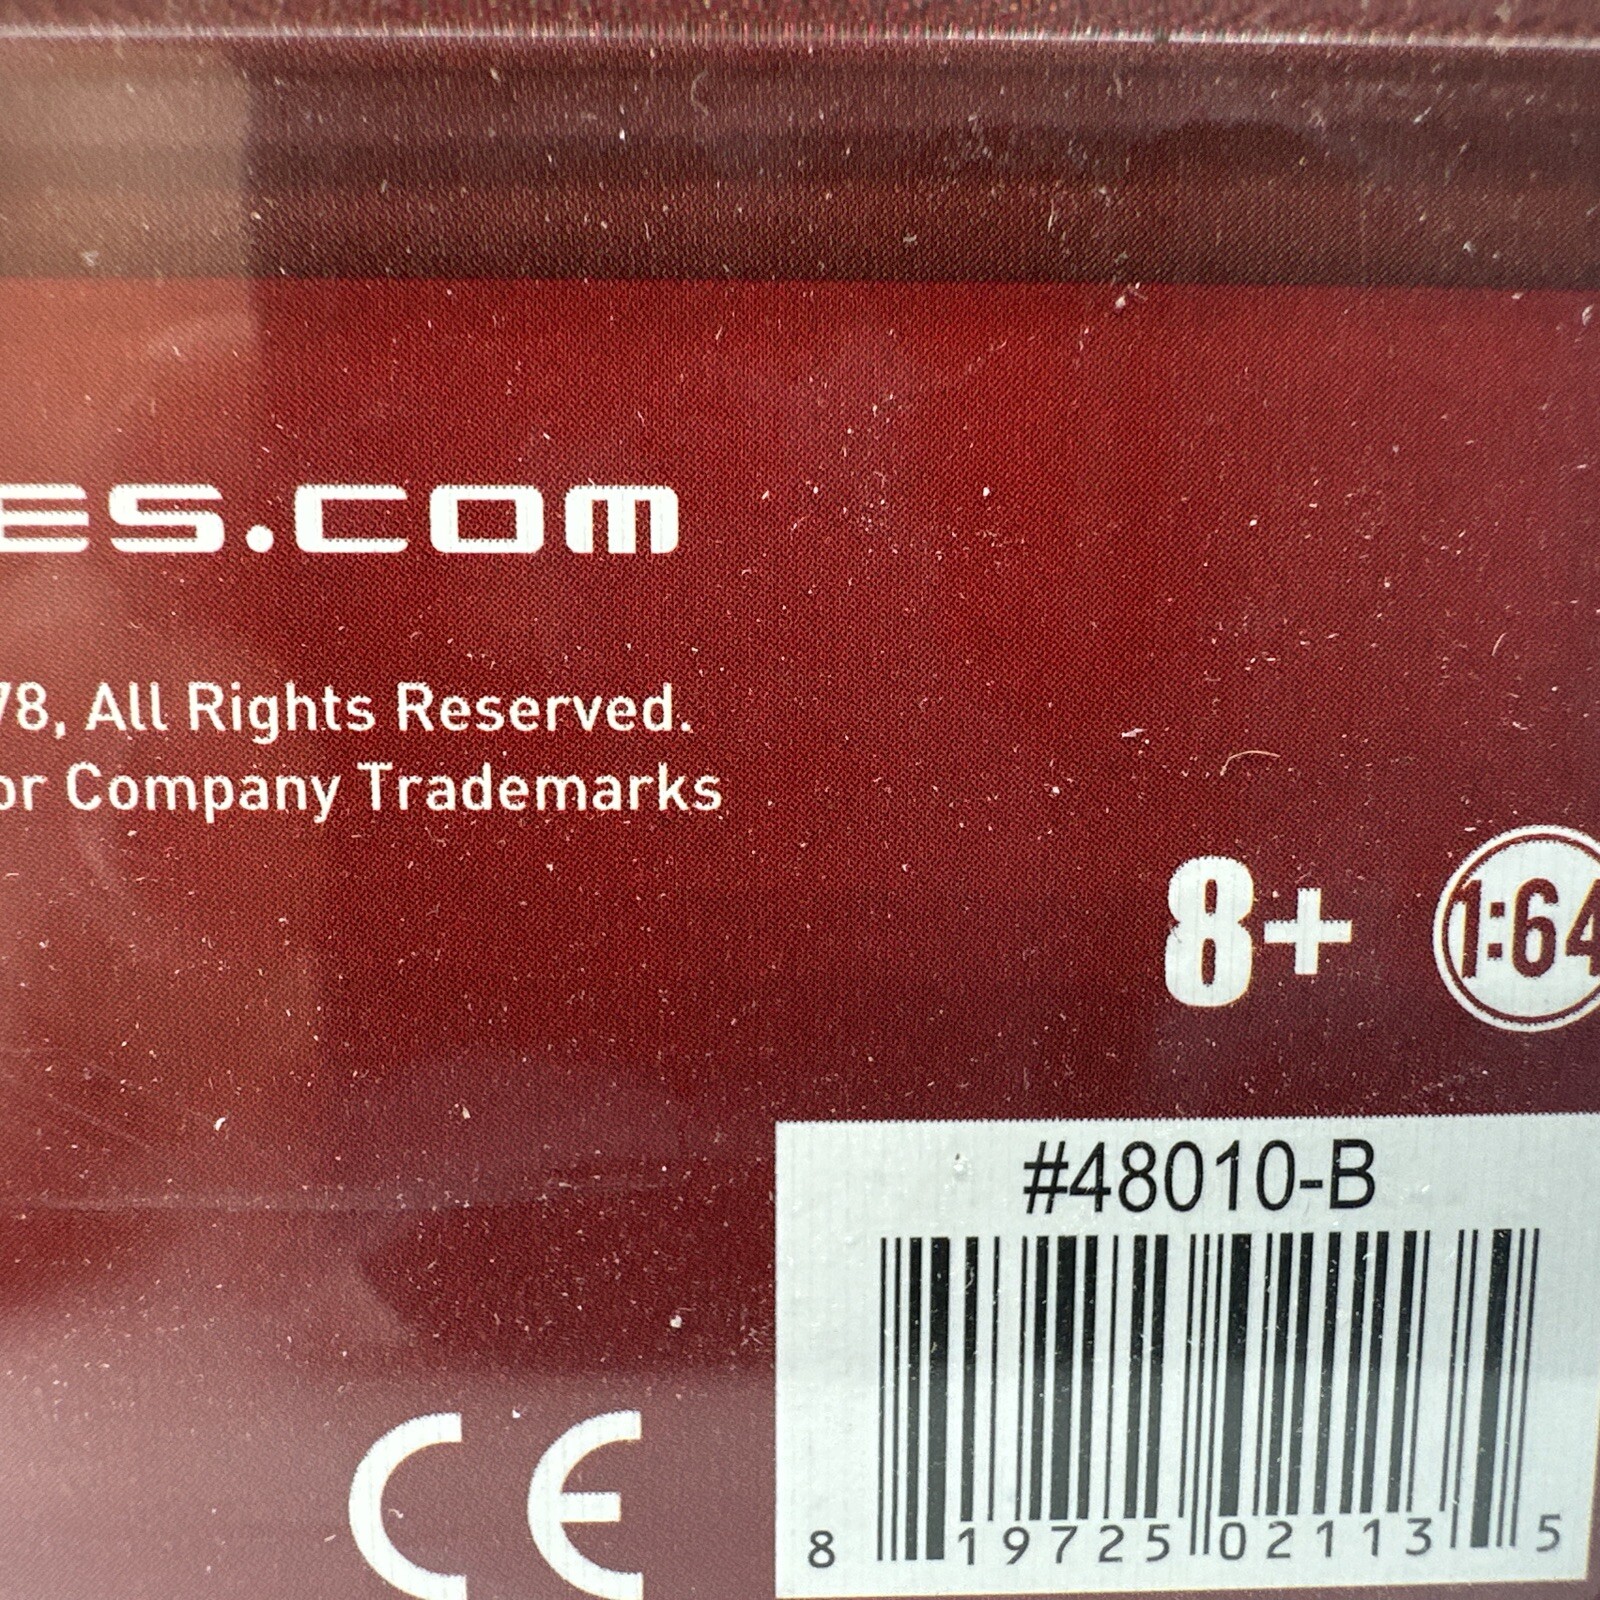 ES.COM
78, All Rights Reserved.
or Company Trademarks
8+
1:64
#48010-B
8 19725 02113 5
CE